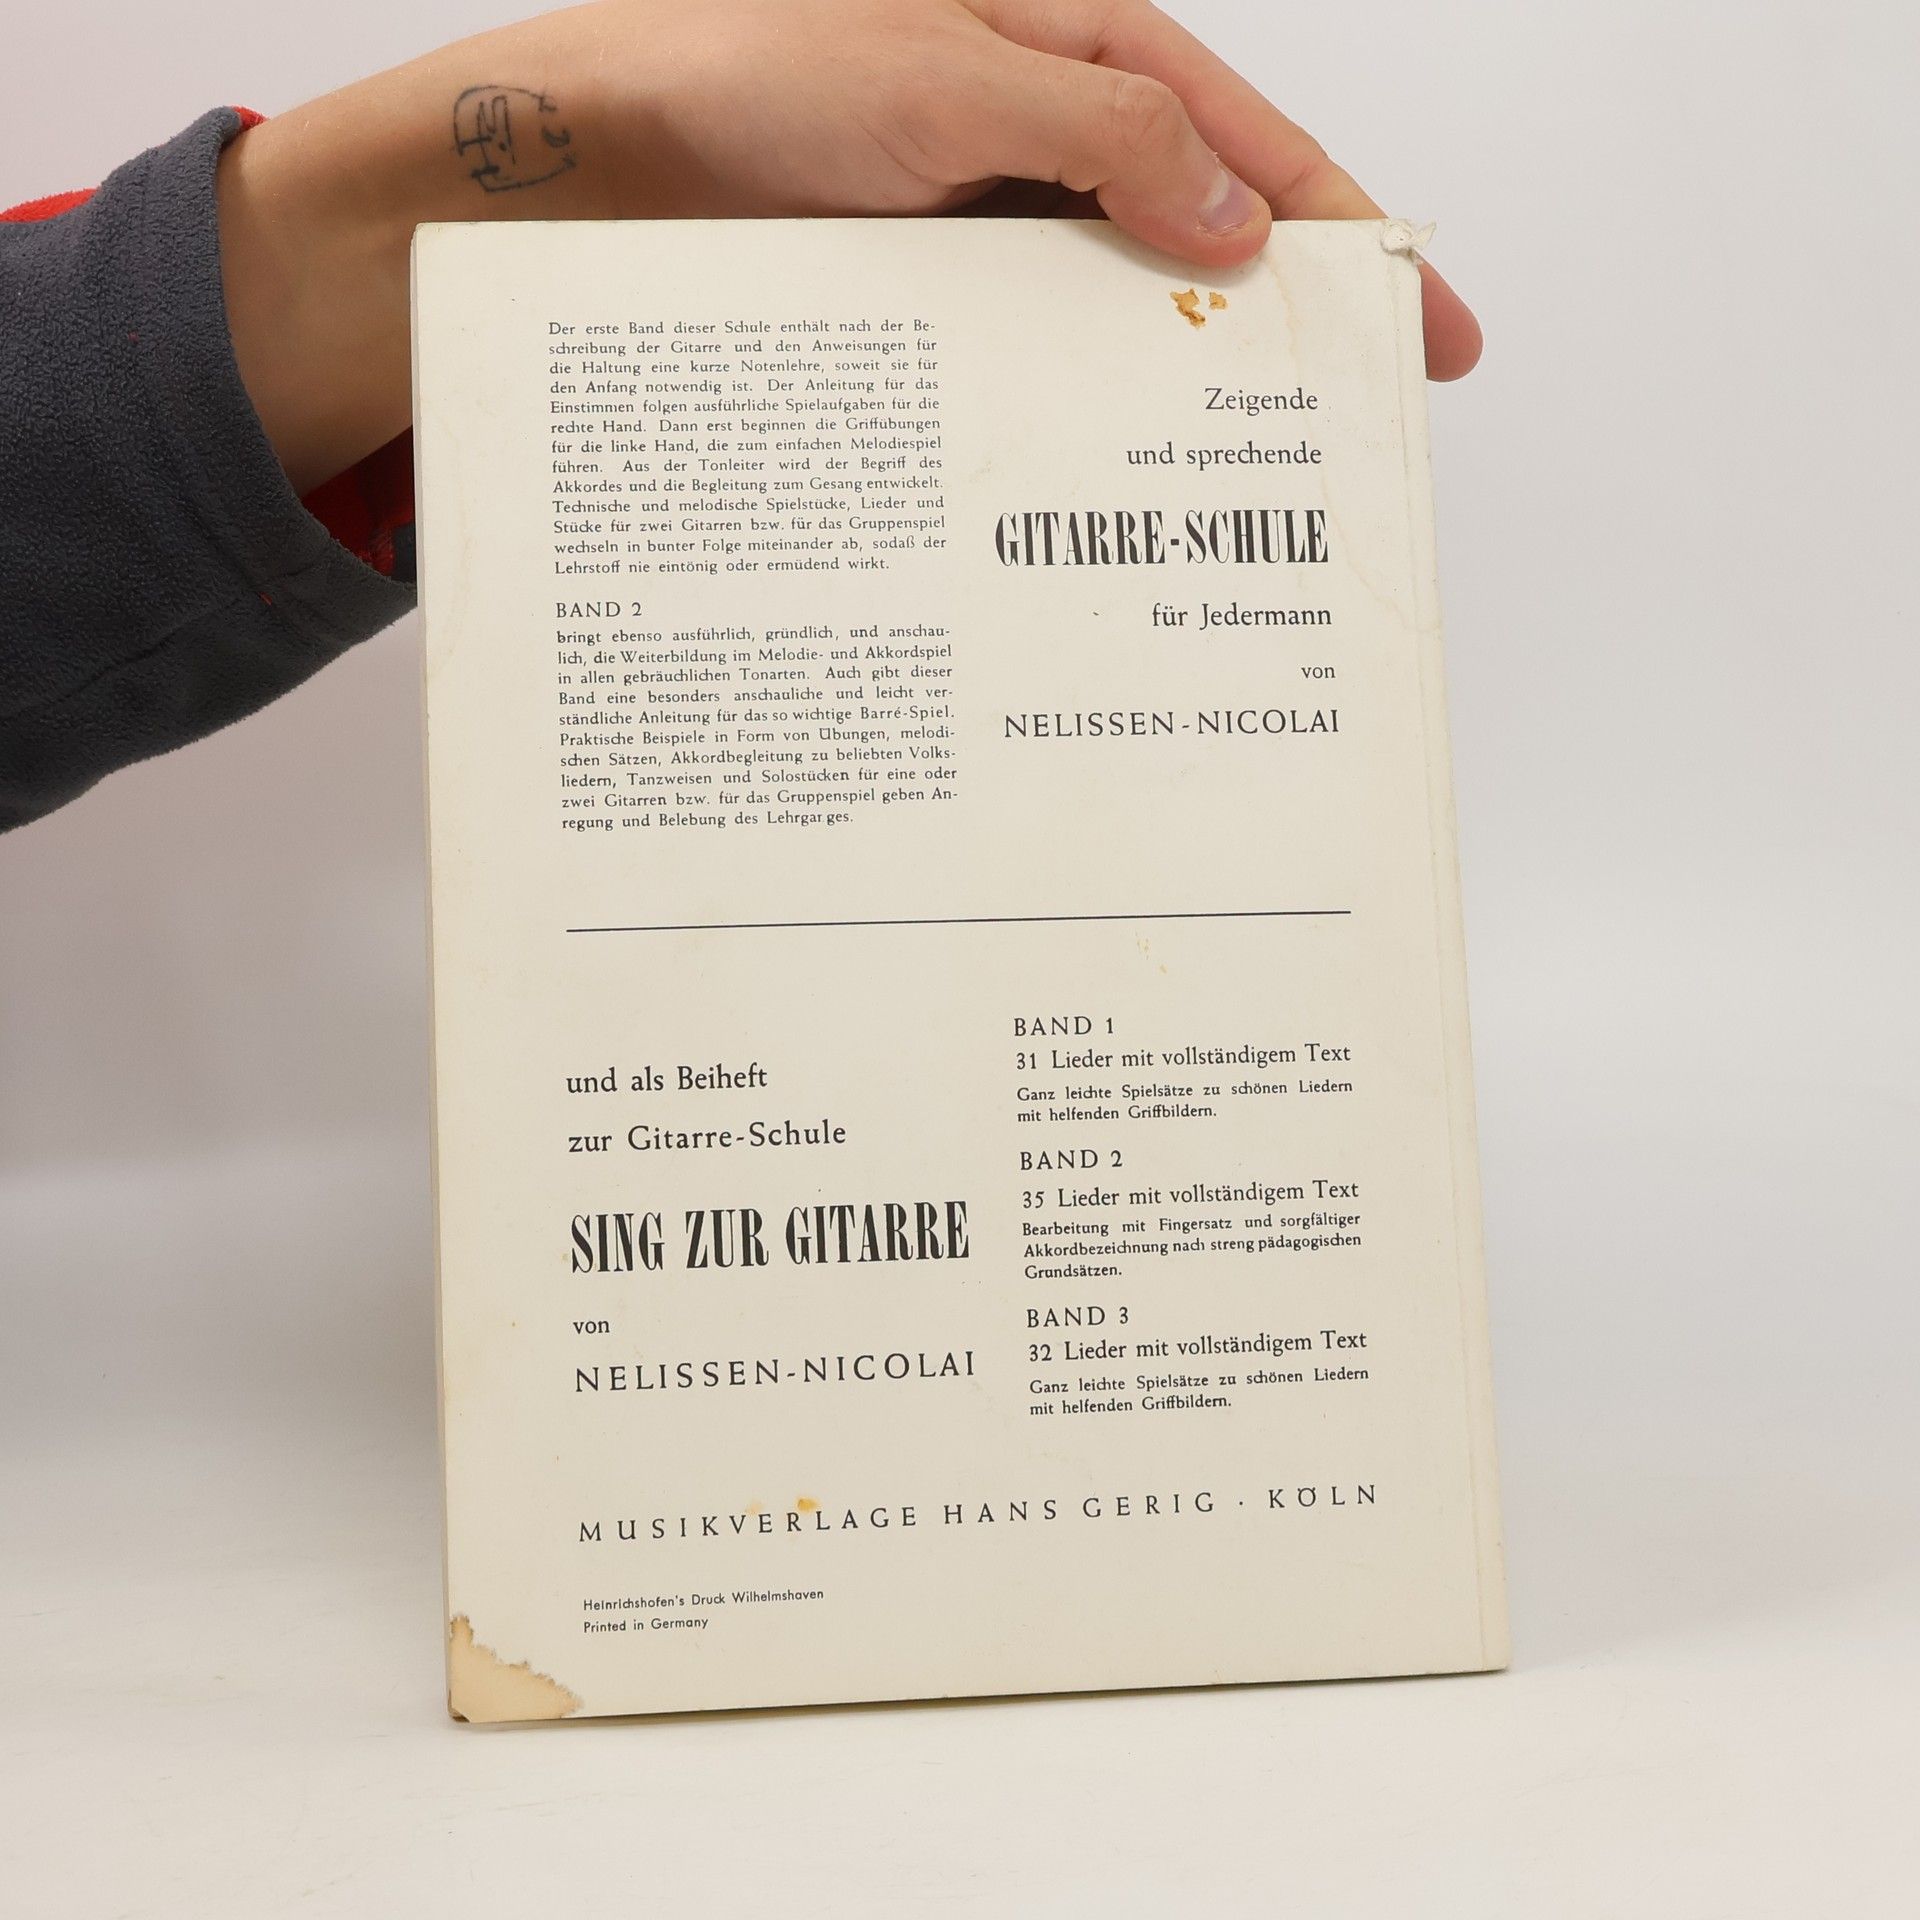 Der erste Band dieser Schule enthält nach der Be-
schreibung der Gitarre und den Anweisungen für
die Haltung eine kurze Notenlehre, soweit sie für
den Anfang notwendig ist. Der Anleitung für das
Einstimmen folgen ausführliche Spielaufgaben für die
rechte Hand. Dann erst beginnen die Griffübungen
für die linke Hand, die zum einfachen Melodiespiel
führen. Aus der Tonleiter wird der Begriff des
Akkordes und die Begleitung zum Gesang entwickelt.
Technische und melodische Spielstücke, Lieder und
Stücke für zwei Gitarren bzw. für das Gruppenspiel
wechseln in bunter Folge miteinander ab, sodaß der
Lehrstoff nie eintönig oder ermüdend wirkt.
BAND 2
bringt ebenso ausführlich, gründlich, und anschau-
lich, die Weiterbildung im Melodie- und Akkordspiel
in allen gebräuchlichen Tonarten. Auch gibt dieser
Band eine besonders anschauliche und leicht ver-
ständliche Anleitung für das so wichtige Barré-Spiel.
Praktische Beispiele in Form von Übungen, melodi-
schen Sätzen, Akkordbegleitung zu beliebten Volks-
liedern, Tanzweisen und Solostücken für eine oder
zwei Gitarren bzw. für das Gruppenspiel geben An-
regung und Belebung des Lehrganges.
Zeigende
und sprechende
GITARRE-SCHULE
für Jedermann
von
NELISSEN-NICOLAI
und als Beiheft
zur Gitarre-Schule
SING ZUR GITARRE
von
NELISSEN-NICOLAI
BAND 1
31 Lieder mit vollständigem Text
Ganz leichte Spielsätze zu schönen Liedern
mit helfenden Griffbildern.
BAND 2
35 Lieder mit vollständigem Text
Bearbeitung mit Fingersatz und sorgfältiger
Akkordbezeichnung nach streng pädagogischen
Grundsätzen.
BAND 3
32 Lieder mit vollständigem Text
Ganz leichte Spielsätze zu schönen Liedern
mit helfenden Griffbildern.
MUSIKVERLAGE HANS GERIG · KÖLN
Heinrichshofen's Druck Wilhelmshaven
Printed in Germany